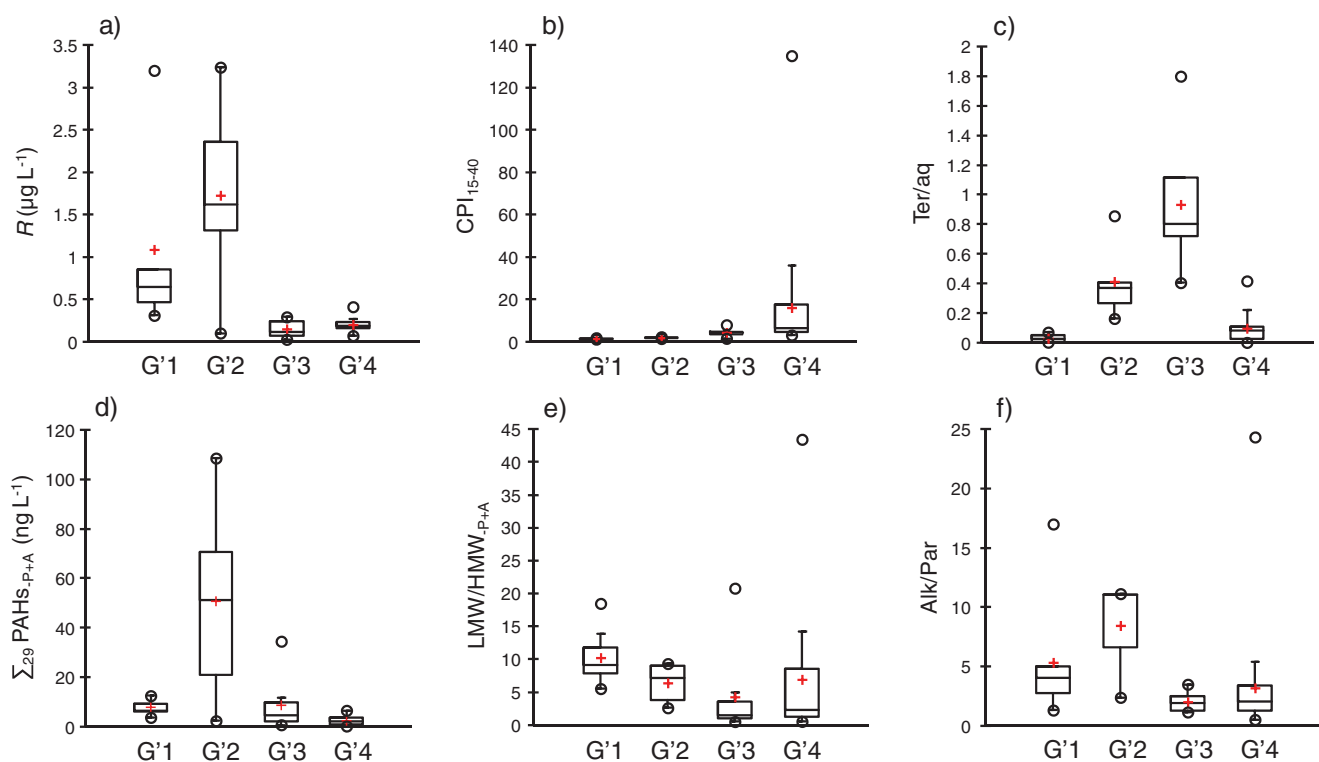 a)
R (µg L-1)
3.5
3
2.5
2
1.5
1
0.5
0
G'1 G'2 G'3 G'4
b)
CPI15-40
140
120
100
80
60
40
20
0
G'1 G'2 G'3 G'4
c)
Ter/aq
2
1.8
1.6
1.4
1.2
1
0.8
0.6
0.4
0.2
0
G'1 G'2 G'3 G'4
d)
Σ29 PAHs-P+A (ng L-1)
120
100
80
60
40
20
0
G'1 G'2 G'3 G'4
e)
LMW/HMW-P+A
45
40
35
30
25
20
15
10
5
0
G'1 G'2 G'3 G'4
f)
Alk/Par
25
20
15
10
5
0
G'1 G'2 G'3 G'4